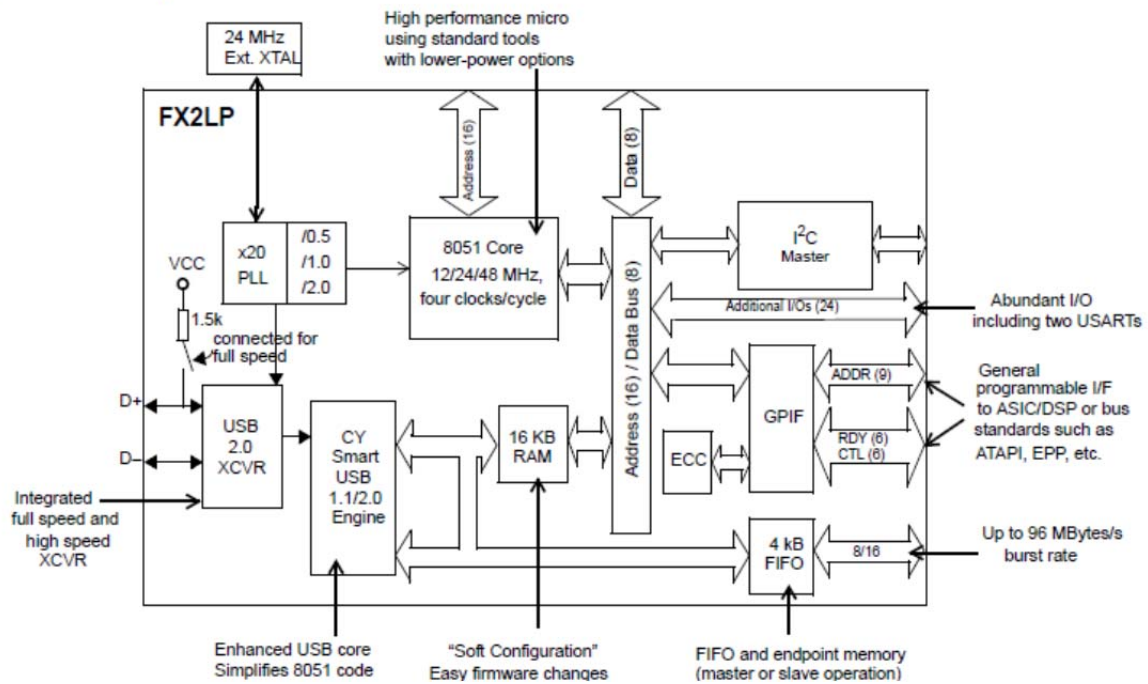 High performance micro
using standard tools
with lower-power options
24 MHz
Ext. XTAL
FX2LP
Address (16)
Data (8)
x20
PLL
/0.5
/1.0
/2.0
8051 Core
12/24/48 MHz,
four clocks/cycle
I²C
Master
VCC
1.5k
connected for
full speed
Address (16) / Data Bus (8)
Additional I/Os (24)
Abundant I/O
including two USARTs
D+
D–
USB
2.0
XCVR
CY
Smart
USB
1.1/2.0
Engine
16 KB
RAM
ECC
GPIF
ADDR (9)
RDY (6)
CTL (6)
General
programmable I/F
to ASIC/DSP or bus
standards such as
ATAPI, EPP, etc.
Integrated
full speed and
high speed
XCVR
4 kB
FIFO
8/16
Up to 96 MBytes/s
burst rate
Enhanced USB core
Simplifies 8051 code
“Soft Configuration”
Easy firmware changes
FIFO and endpoint memory
(master or slave operation)